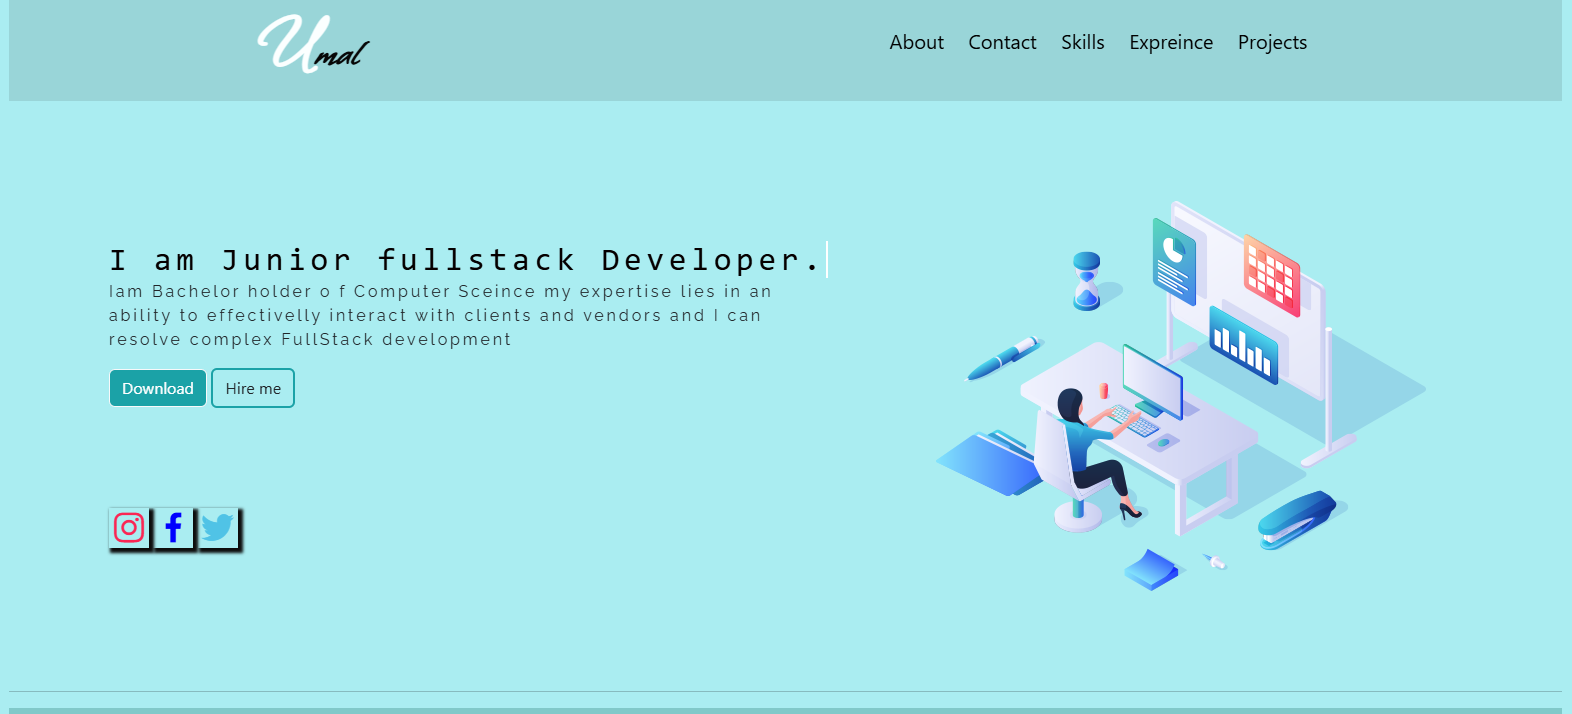 Umal
About Contact Skills Expreince Projects
I am Junior fullstack Developer.
Iam Bachelor holder o f Computer Sceince my expertise lies in an
ability to effectivelly interact with clients and vendors and I can
resolve complex FullStack development
Download Hire me